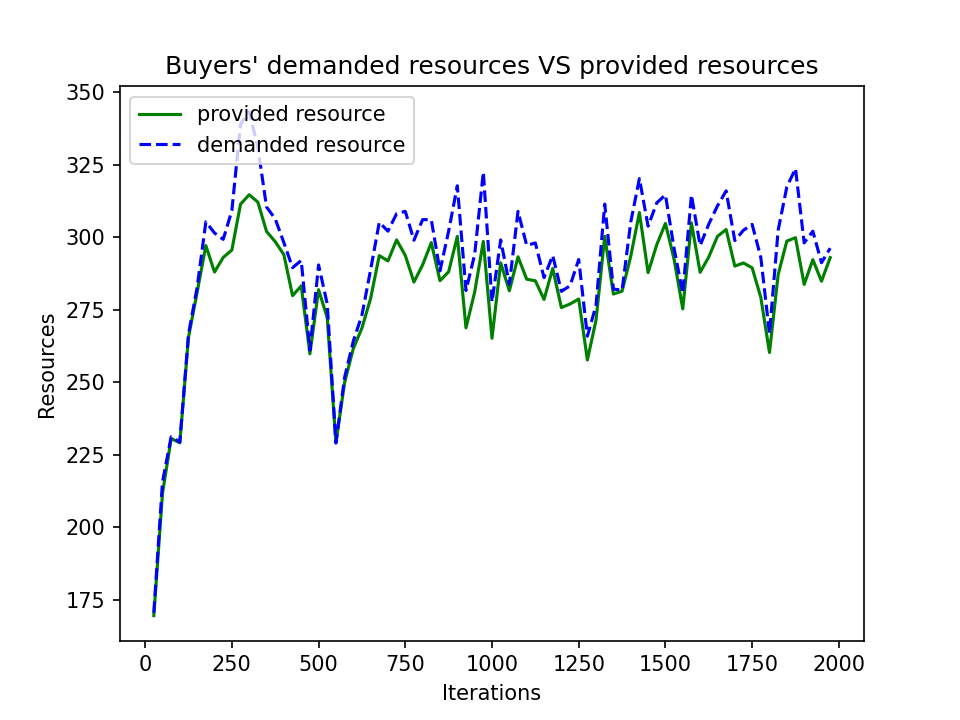 Buyers' demanded resources VS provided resources
350
325
300
275
250
225
200
175
provided resource
demanded resource
Resources
0 250 500 750 1000 1250 1500 1750 2000
Iterations